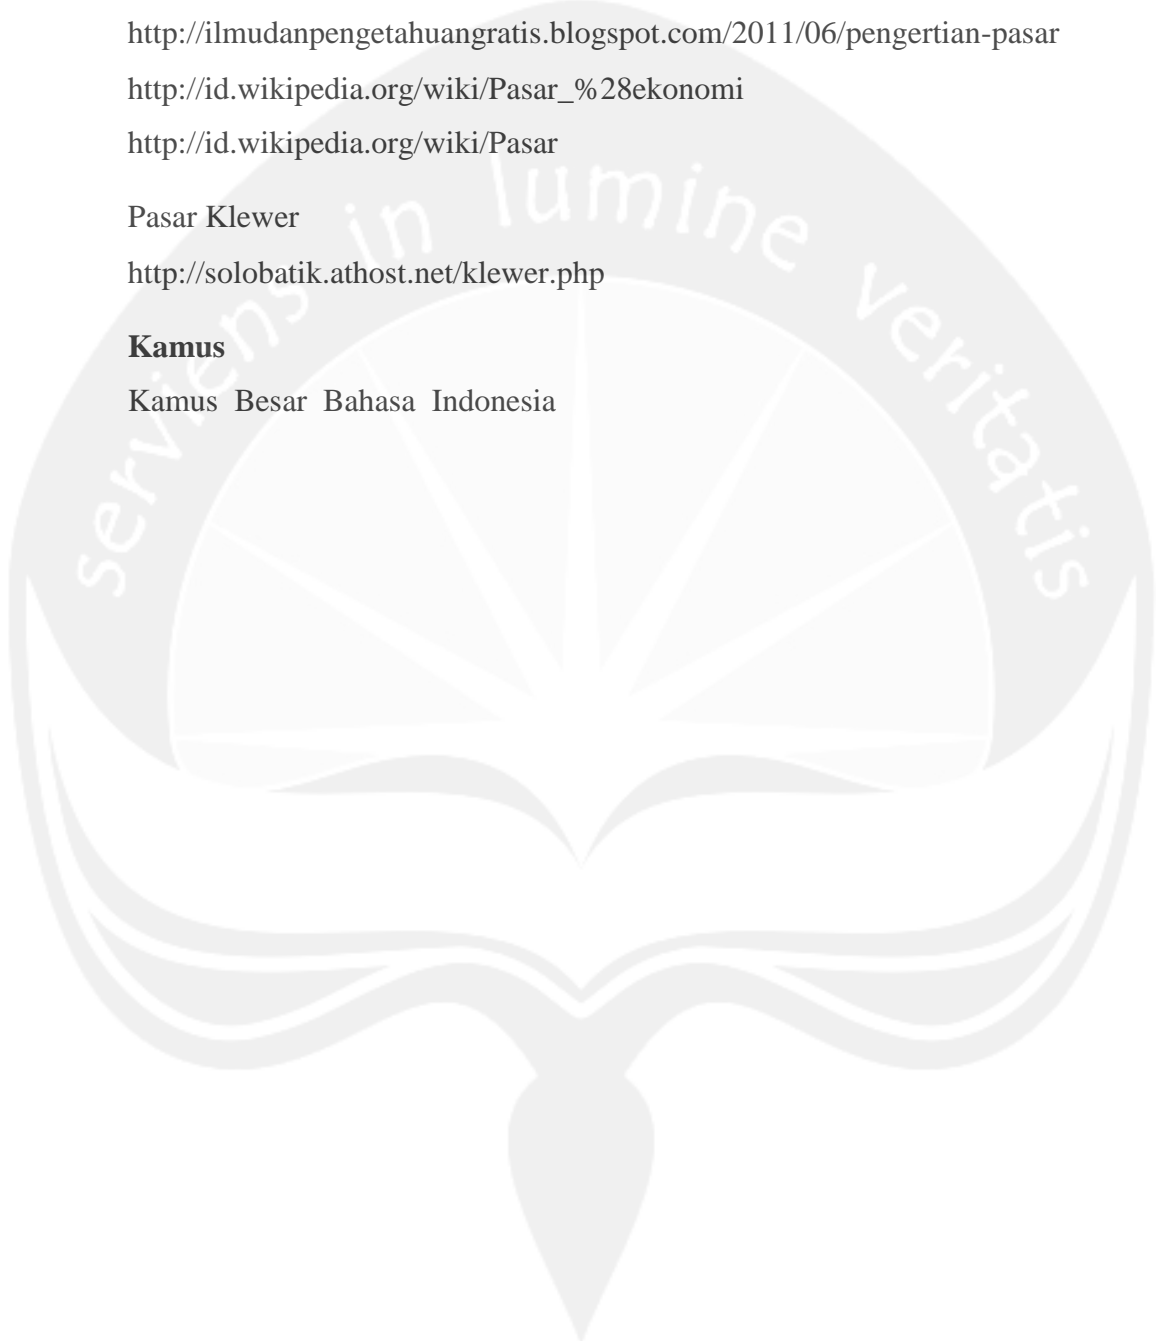 http://ilmudanpengetahuangratis.blogspot.com/2011/06/pengertian-pasar
http://id.wikipedia.org/wiki/Pasar_%28ekonomi
http://id.wikipedia.org/wiki/Pasar
Pasar Klewer
http://solobatik.athost.net/klewer.php
Kamus
Kamus Besar Bahasa Indonesia
serviens in lumine veritatis